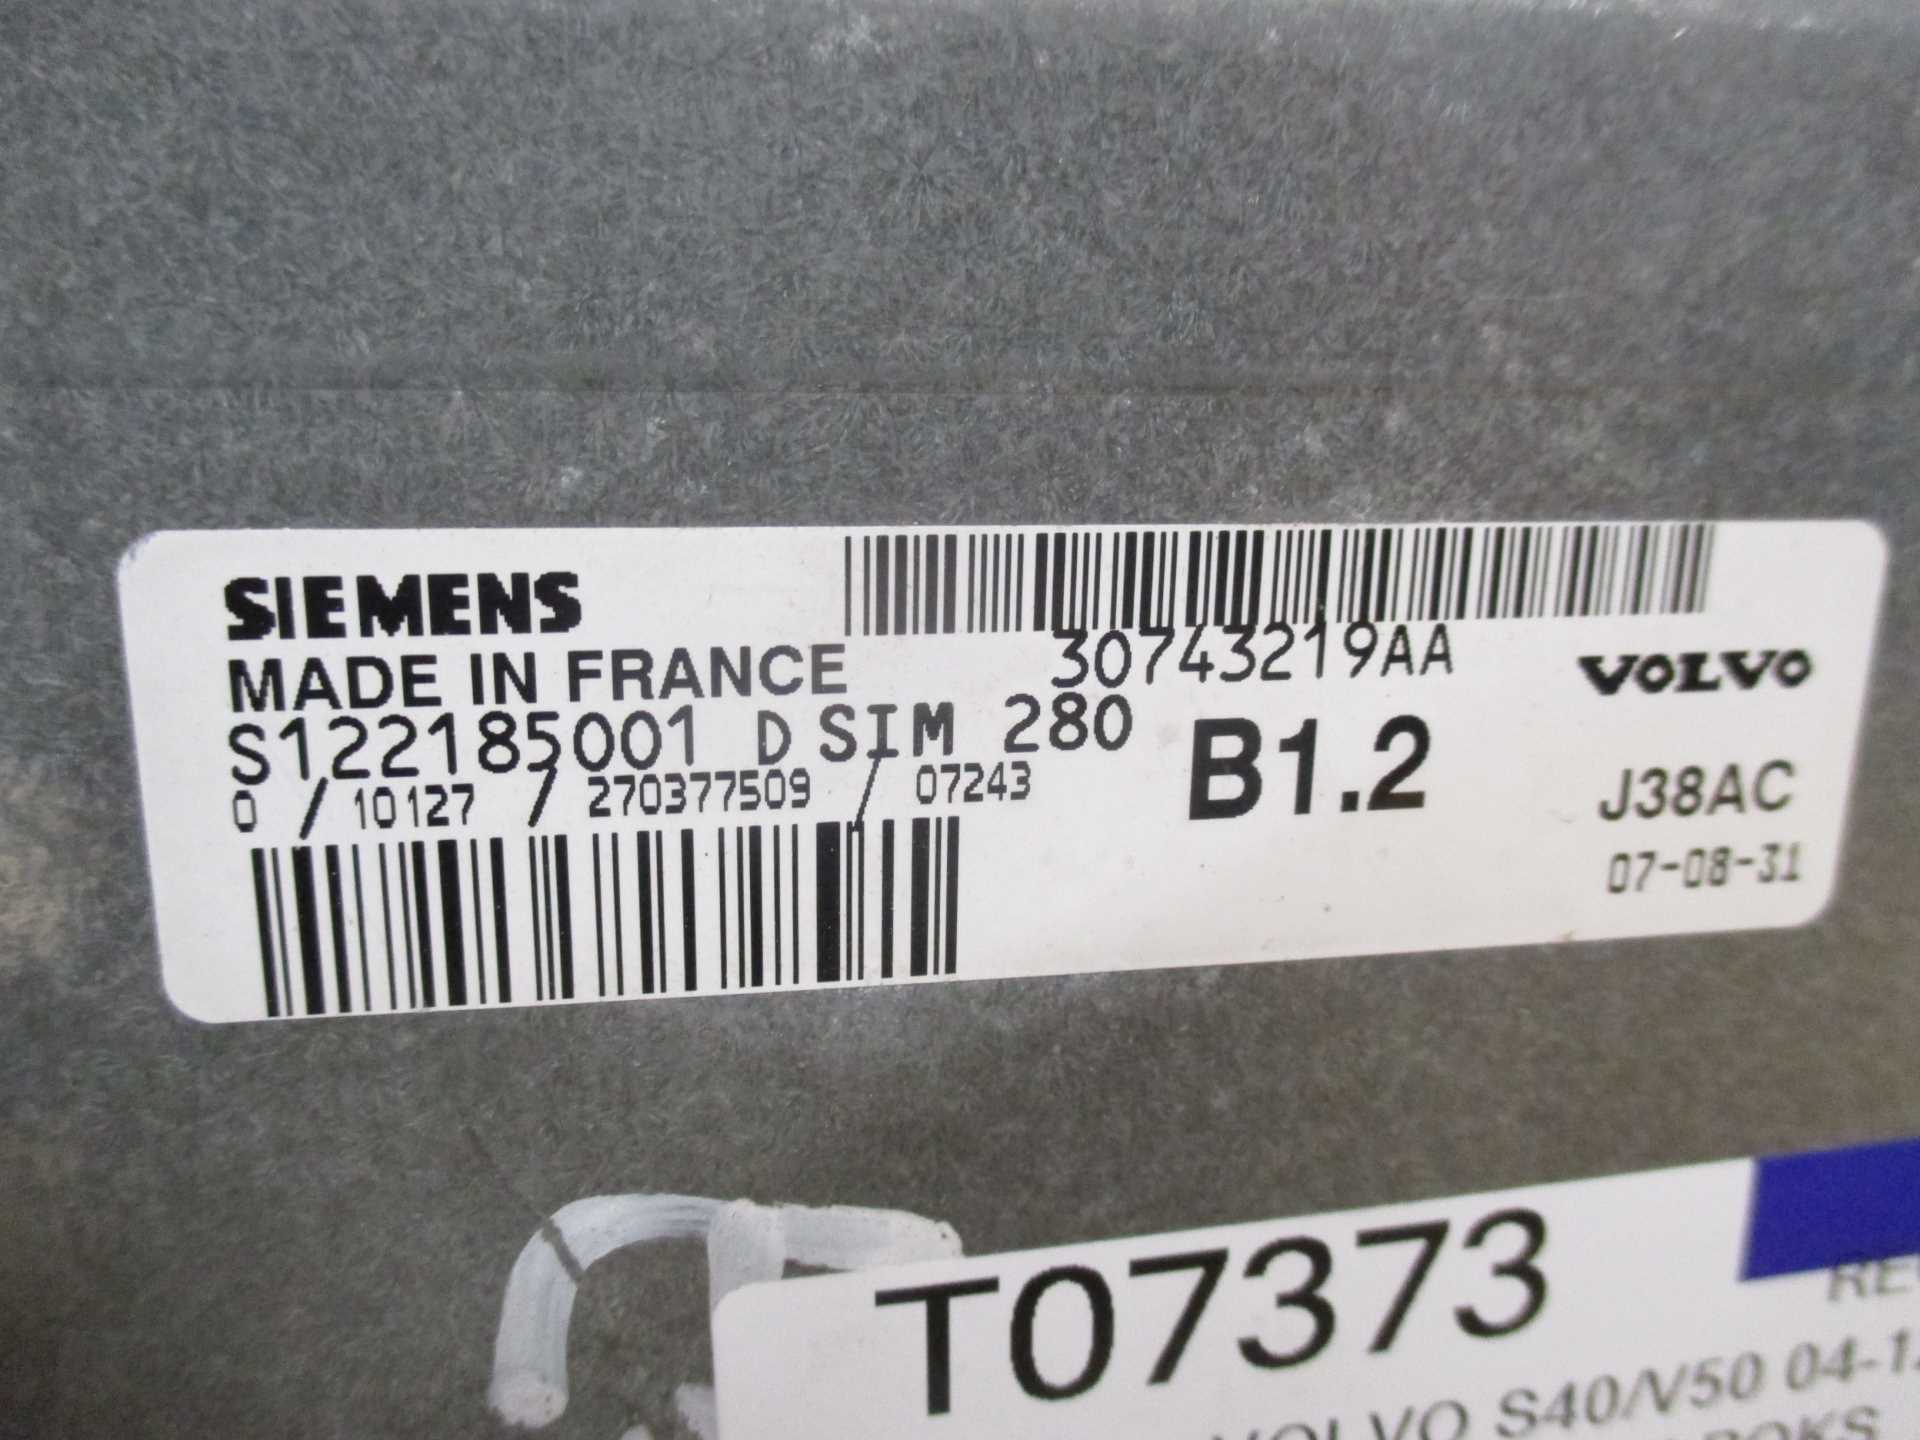 SIEMENS
MADE IN FRANCE
30743219AA
VOLVO
S122185001 D SIM 280
B1.2
J38AC
0 / 10127 / 270377509 / 07243
07-08-31
T07373
VOLVO S40/V50 04-1